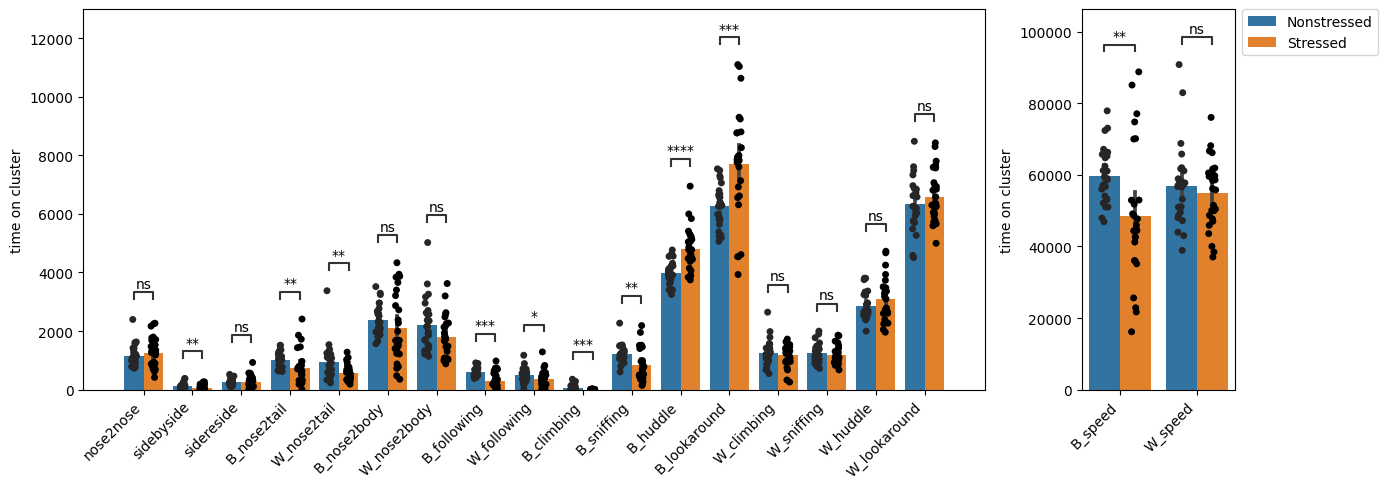 12000
10000
8000
6000
4000
2000
0
time on cluster
ns
**
ns
**
**
ns
ns
***
*
***
**
****
***
ns
ns
ns
ns
nose2nose
sidebyside
sidereside
B_nose2tail
W_nose2tail
B_nose2body
W_nose2body
B_following
W_following
B_climbing
B_sniffing
B_huddle
B_lookaround
W_climbing
W_sniffing
W_huddle
W_lookaround
100000
80000
60000
40000
20000
0
time on cluster
**
ns
B_speed
W_speed
Nonstressed
Stressed